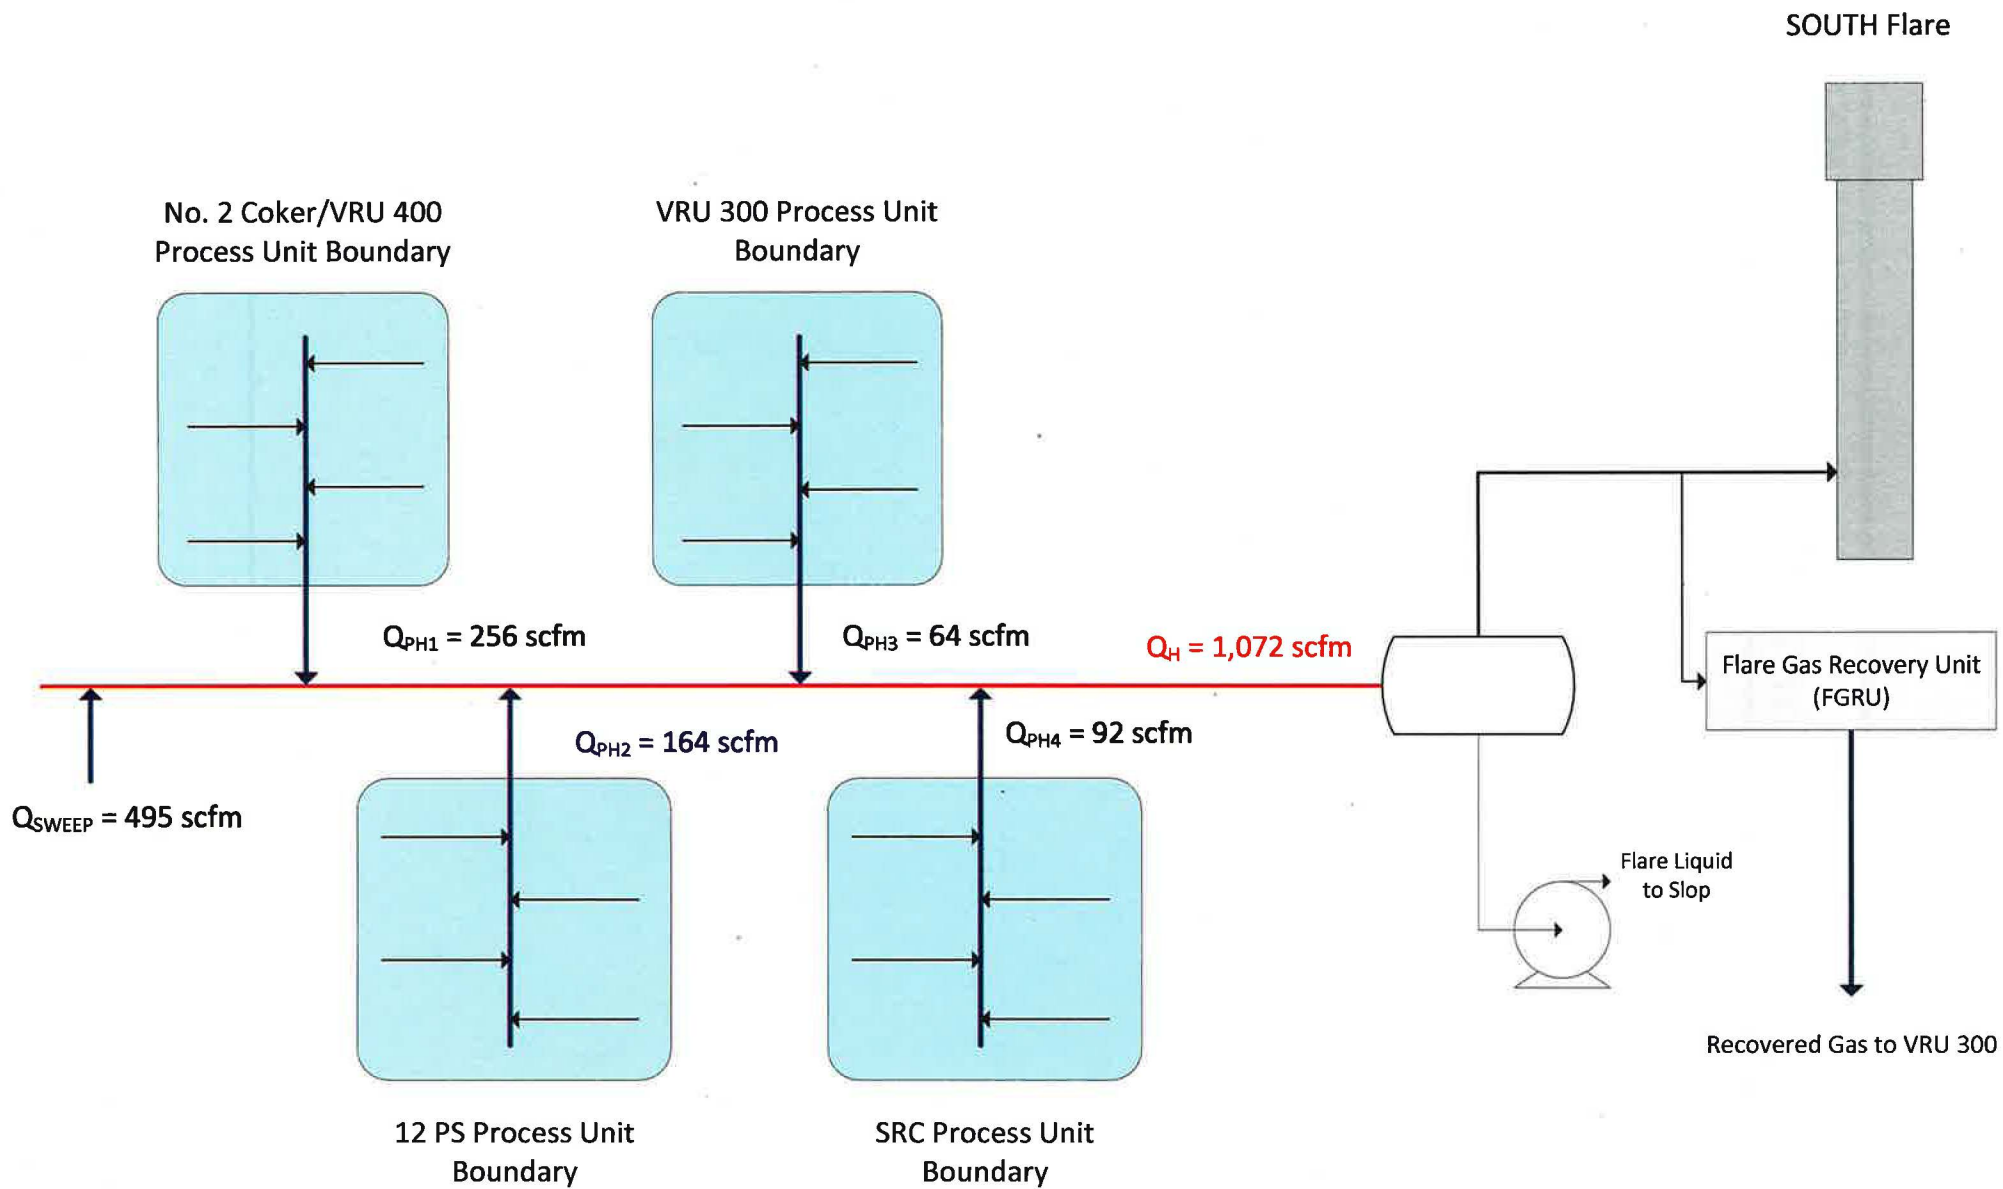 SOUTH Flare
No. 2 Coker/VRU 400
Process Unit Boundary
VRU 300 Process Unit
Boundary
QPH1 = 256 scfm
QPH3 = 64 scfm
QH = 1,072 scfm
Flare Gas Recovery Unit
(FGRU)
QPH2 = 164 scfm
QPH4 = 92 scfm
QSWEEP = 495 scfm
Flare Liquid
to Slop
Recovered Gas to VRU 300
12 PS Process Unit
Boundary
SRC Process Unit
Boundary